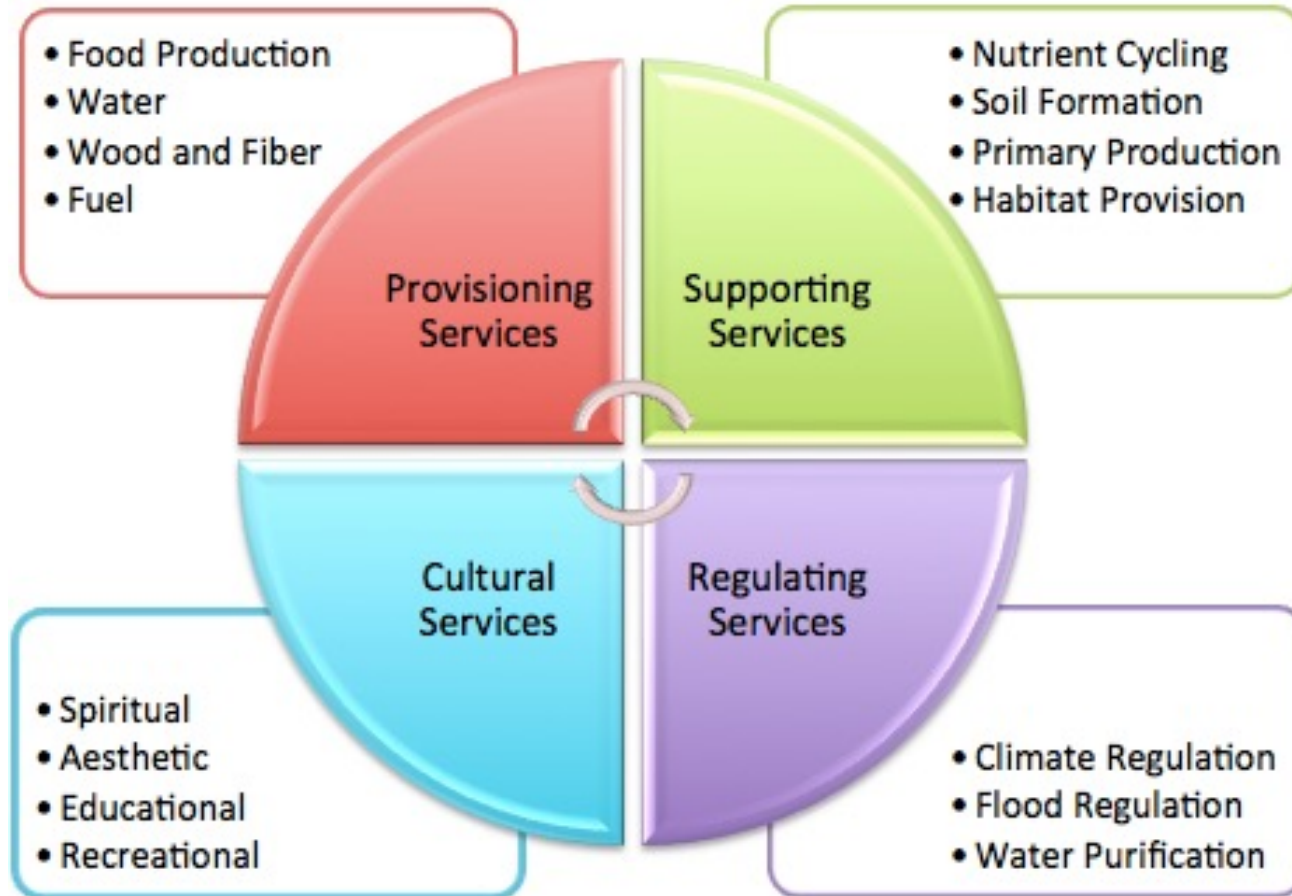 • Food Production
• Water
• Wood and Fiber
• Fuel
• Nutrient Cycling
• Soil Formation
• Primary Production
• Habitat Provision
Provisioning
Services
Supporting
Services
Cultural
Services
Regulating
Services
• Spiritual
• Aesthetic
• Educational
• Recreational
• Climate Regulation
• Flood Regulation
• Water Purification